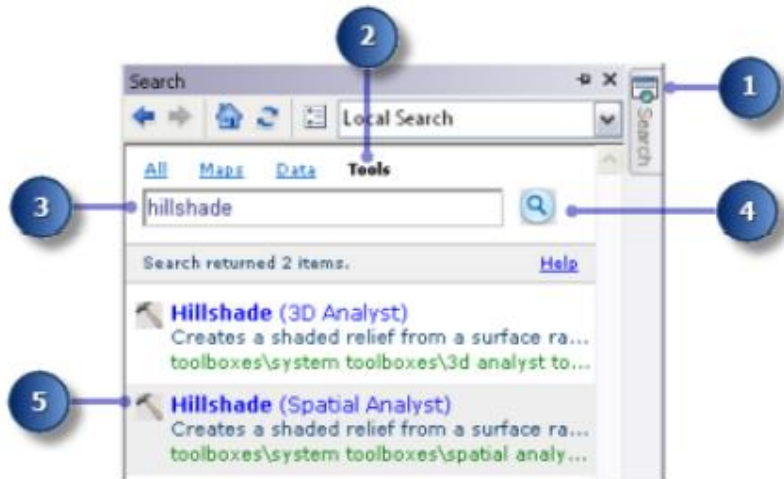 2
Search
1
Local Search
Search
All Maps Data Tools
3
hillshade
4
Search returned 2 items. Help
Hillshade (3D Analyst)
Creates a shaded relief from a surface ra...
toolboxes\system toolboxes\3d analyst to...
5
Hillshade (Spatial Analyst)
Creates a shaded relief from a surface ra...
toolboxes\system toolboxes\spatial analy...